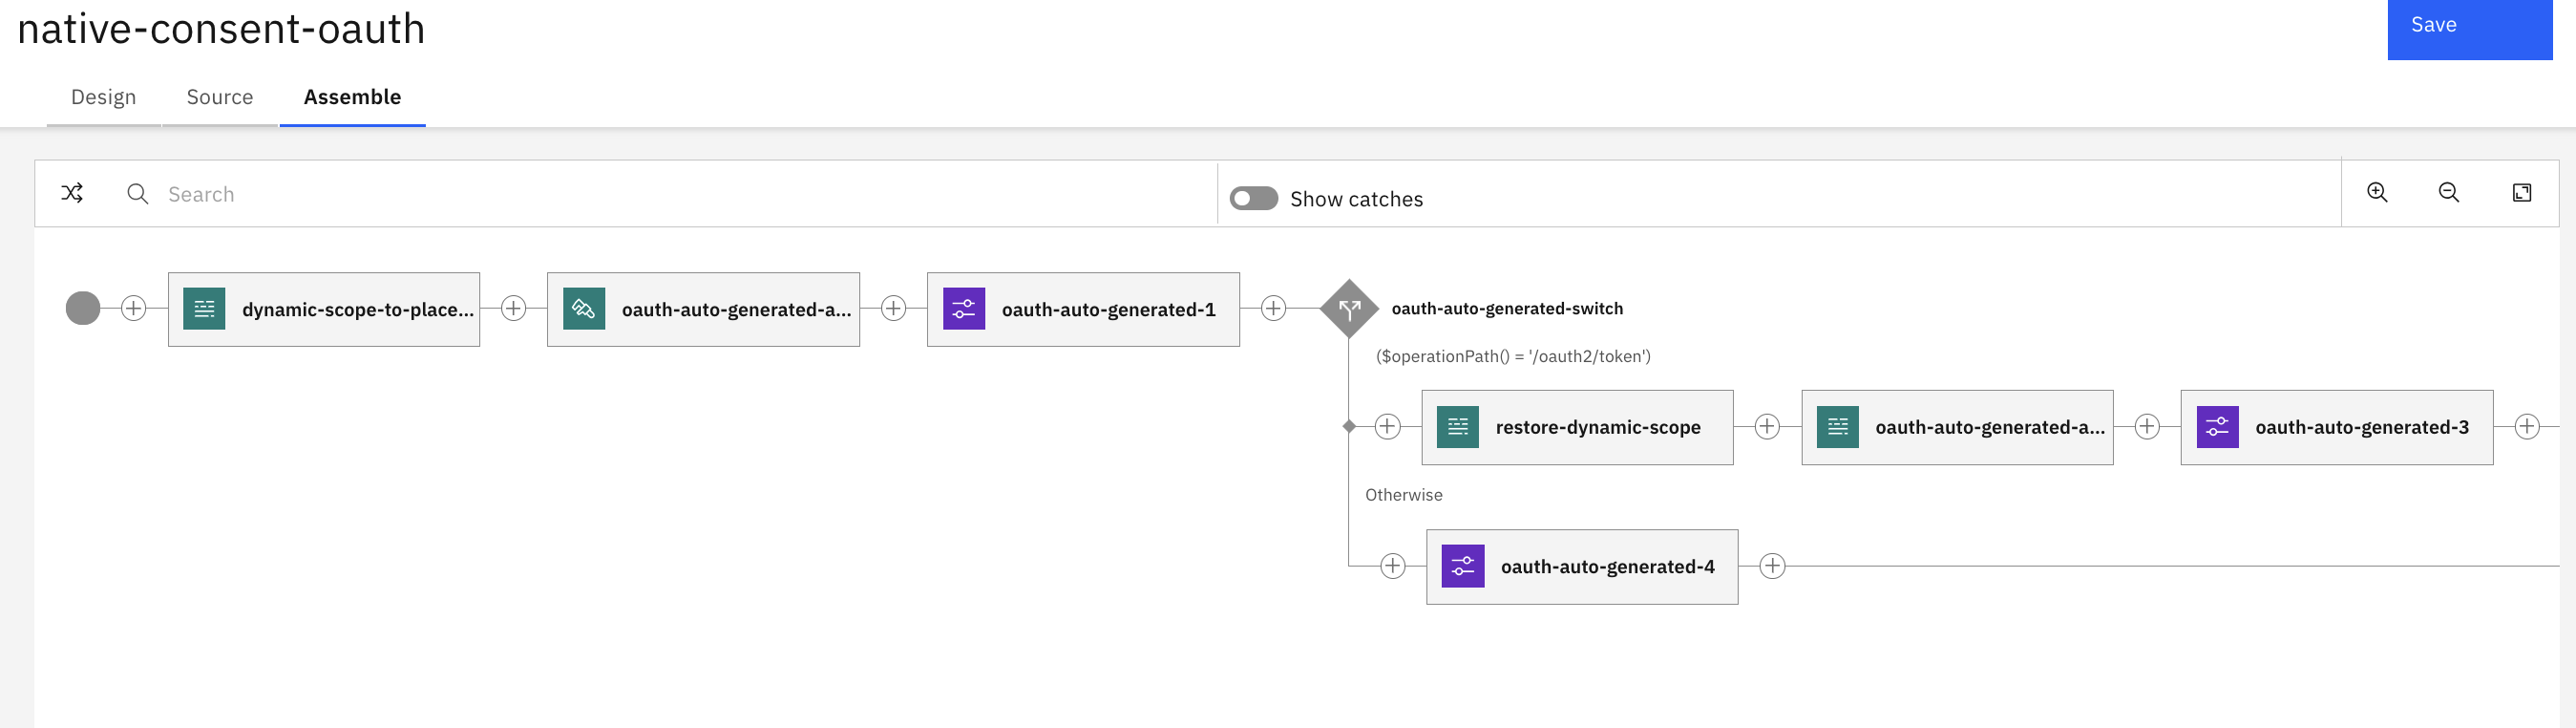 native-consent-oauth
Save
Design
Source
Assemble
Search
Show catches
dynamic-scope-to-place...
oauth-auto-generated-a...
oauth-auto-generated-1
oauth-auto-generated-switch
($operationPath() = '/oauth2/token')
restore-dynamic-scope
oauth-auto-generated-a...
oauth-auto-generated-3
Otherwise
oauth-auto-generated-4